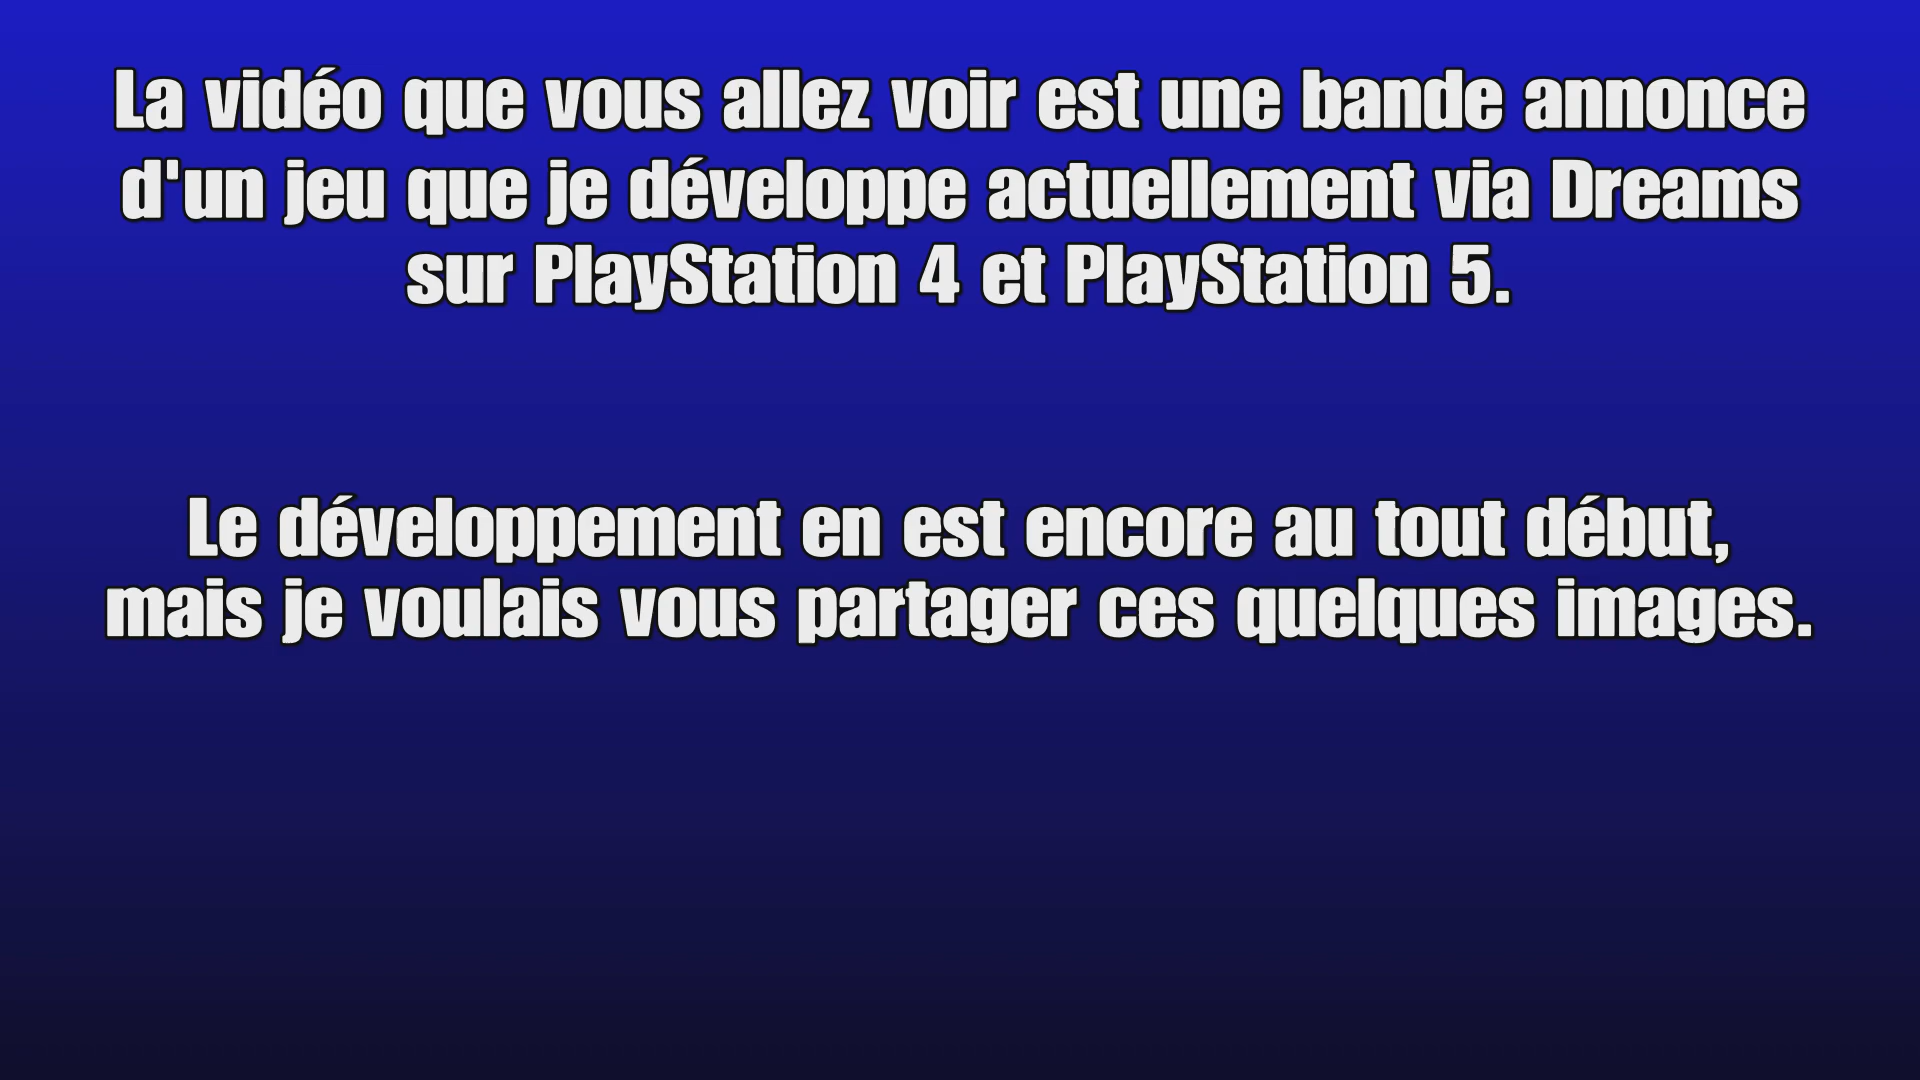 La vidéo que vous allez voir est une bande annonce
d'un jeu que je développe actuellement via Dreams
sur PlayStation 4 et PlayStation 5.
Le développement en est encore au tout début,
mais je voulais vous partager ces quelques images.